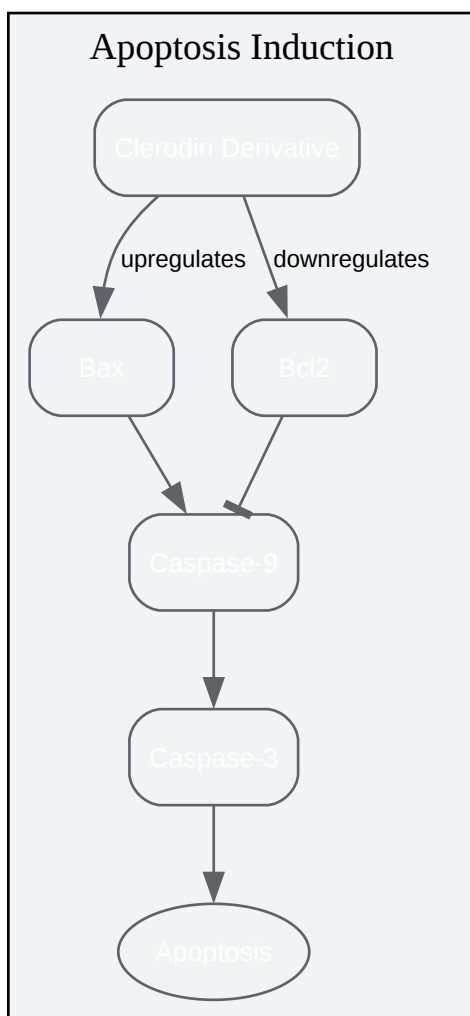 Apoptosis Induction
Clerodin Derivative
upregulates
downregulates
Bax
Bcl2
Caspase-9
Caspase-3
Apoptosis